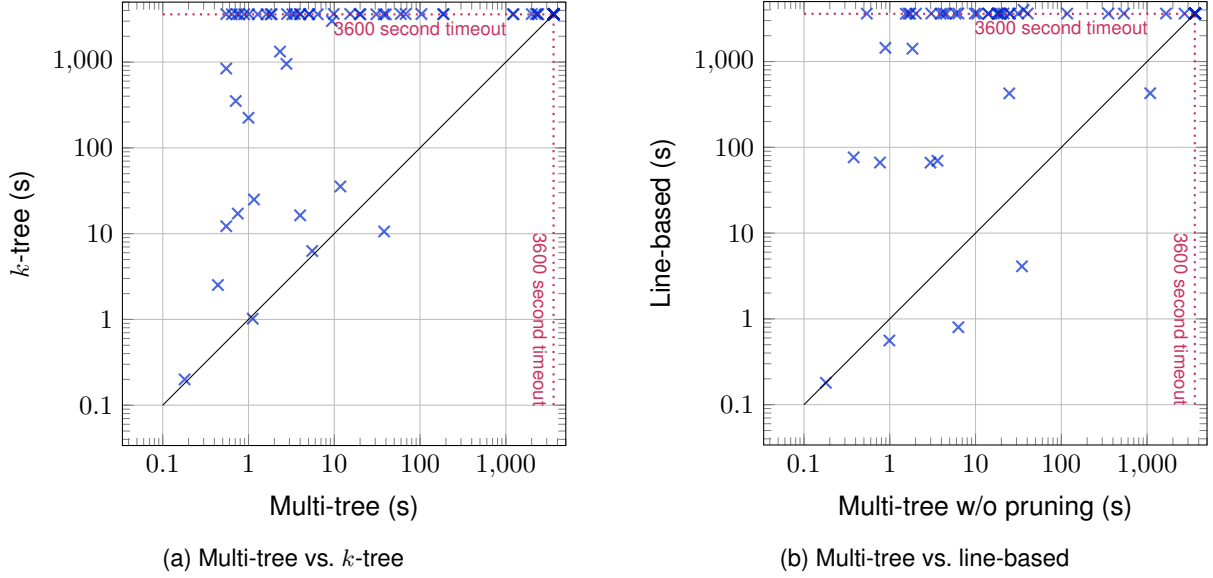 3600 second timeout
1,000
100
10
1
0.1
k-tree (s)
3600 second timeout
0.1
1
10
100
1,000
Multi-tree (s)
(a) Multi-tree vs. k-tree
3600 second timeout
1,000
100
10
1
0.1
Line-based (s)
3600 second timeout
0.1
1
10
100
1,000
Multi-tree w/o pruning (s)
(b) Multi-tree vs. line-based